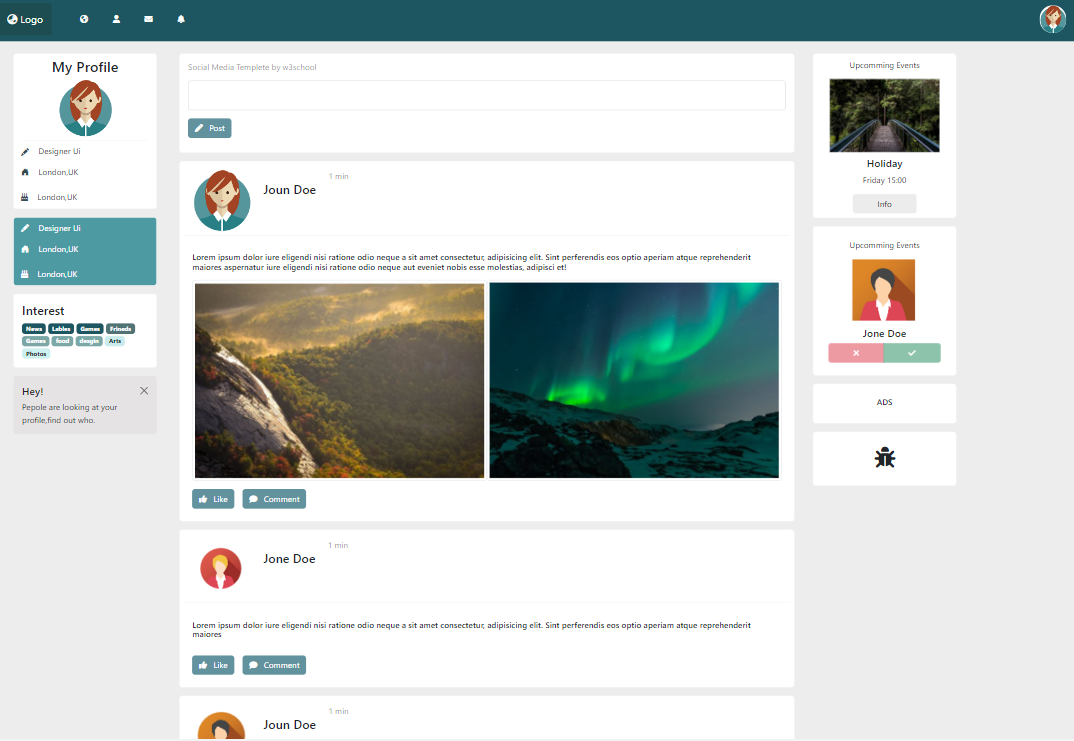 Logo
My Profile
Designer Ui
London,UK
London,UK
Designer Ui
London,UK
London,UK
Interest
News Lables Games Frineds
Games food desgin Arts
Photos
Hey!
Pepole are looking at your
profile,find out who.
Social Media Templete by w3school
Post
Joun Doe
1 min
Lorem ipsum dolor iure eligendi nisi ratione odio neque a sit amet consectetur, adipisicing elit. Sint perferendis eos optio aperiam atque reprehenderit
maiores aspernatur iure eligendi nisi ratione odio neque aut eveniet nobis esse molestias, adipisci et!
Like Comment
Jone Doe
1 min
Lorem ipsum dolor iure eligendi nisi ratione odio neque a sit amet consectetur, adipisicing elit. Sint perferendis eos optio aperiam atque reprehenderit
maiores
Like Comment
Joun Doe
1 min
Upcomming Events
Holiday
Friday 15:00
Info
Upcomming Events
Jone Doe
ADS